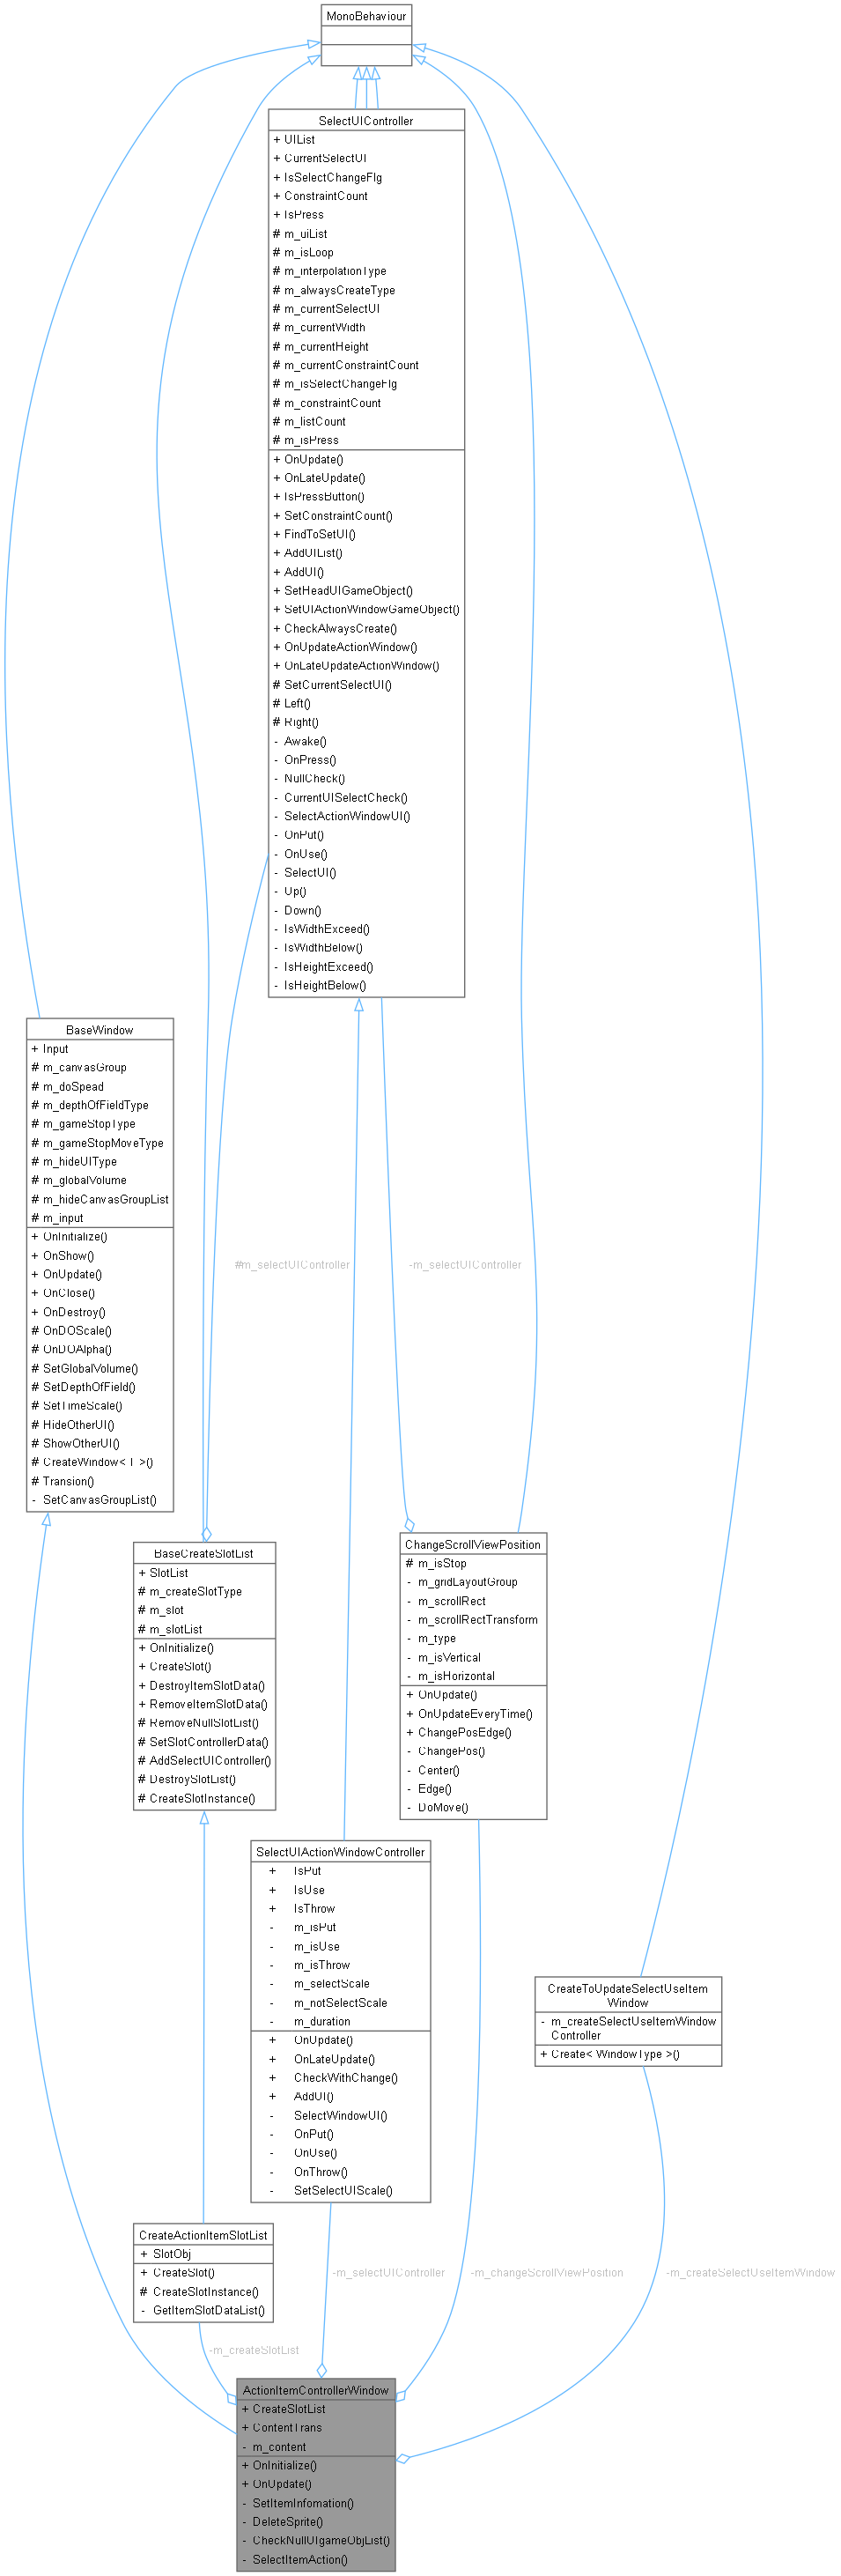 MonoBehaviour
SelectUIController
+ UIList
+ CurrentSelectUI
+ IsSelectChangeFlg
+ ConstraintCount
+ IsPress
# m_uiList
# m_isLoop
# m_interpolationType
# m_alwaysCreateType
# m_currentSelectUI
# m_currentWidth
# m_currentHeight
# m_currentConstraintCount
# m_isSelectChangeFlg
# m_constraintCount
# m_listCount
# m_isPress
+ OnUpdate()
+ OnLateUpdate()
+ IsPressButton()
+ SetConstraintCount()
+ FindToSetUI()
+ AddUIList()
+ AddUI()
+ SetHeadUIGameObject()
+ SetUIActionWindowGameObject()
+ CheckAlwaysCreate()
+ OnUpdateActionWindow()
+ OnLateUpdateActionWindow()
# SetCurrentSelectUI()
# Left()
# Right()
- Awake()
- OnPress()
- NullCheck()
- CurrentUISelectCheck()
- SelectActionWindowUI()
- OnPut()
- OnUse()
- SelectUI()
- Up()
- Down()
- IsWidthExceed()
- IsWidthBelow()
- IsHeightExceed()
- IsHeightBelow()
BaseWindow
+ Input
# m_canvasGroup
# m_doSpead
# m_depthOfFieldType
# m_gameStopType
# m_gameStopMoveType
# m_hideUIType
# m_globalVolume
# m_hideCanvasGroupList
# m_input
+ OnInitialize()
+ OnShow()
+ OnUpdate()
+ OnClose()
+ OnDestroy()
# OnDOScale()
# OnDOAlpha()
# SetGlobalVolume()
# SetDepthOfField()
# SetTimeScale()
# HideOtherUI()
# ShowOtherUI()
# CreateWindow< T >()
# Transion()
- SetCanvasGroupList()
#m_selectUIController
-m_selectUIController
BaseCreateSlotList
+ SlotList
# m_createSlotType
# m_slot
# m_slotList
+ OnInitialize()
+ CreateSlot()
+ DestroyItemSlotData()
+ RemoveItemSlotData()
# RemoveNullSlotList()
# SetSlotControllerData()
# AddSelectUIController()
# DestroySlotList()
# CreateSlotInstance()
ChangeScrollViewPosition
# m_isStop
- m_gridLayoutGroup
- m_scrollRect
- m_scrollRectTransform
- m_type
- m_isVertical
- m_isHorizontal
+ OnUpdate()
+ OnUpdateEveryTime()
+ ChangePosEdge()
- ChangePos()
- Center()
- Edge()
- DoMove()
SelectUIActionWindowController
+ IsPut
+ IsUse
+ IsThrow
- m_isPut
- m_isUse
- m_isThrow
- m_selectScale
- m_notSelectScale
- m_duration
+ OnUpdate()
+ OnLateUpdate()
+ CheckWithChange()
+ AddUI()
- SelectWindowUI()
- OnPut()
- OnUse()
- OnThrow()
- SetSelectUIScale()
CreateToUpdateSelectUseItem
Window
- m_createSelectUseItemWindow
Controller
+ Create< WindowType >()
CreateActionItemSlotList
+ SlotObj
+ CreateSlot()
# CreateSlotInstance()
- GetItemSlotDataList()
-m_selectUIController
-m_changeScrollViewPosition
-m_createSelectUseItemWindow
-m_createSlotList
ActionItemControllerWindow
+ CreateSlotList
+ ContentTrans
- m_content
+ OnInitialize()
+ OnUpdate()
- SetItemInfomation()
- DeleteSprite()
- CheckNullUIgameObjList()
- SelectItemAction()